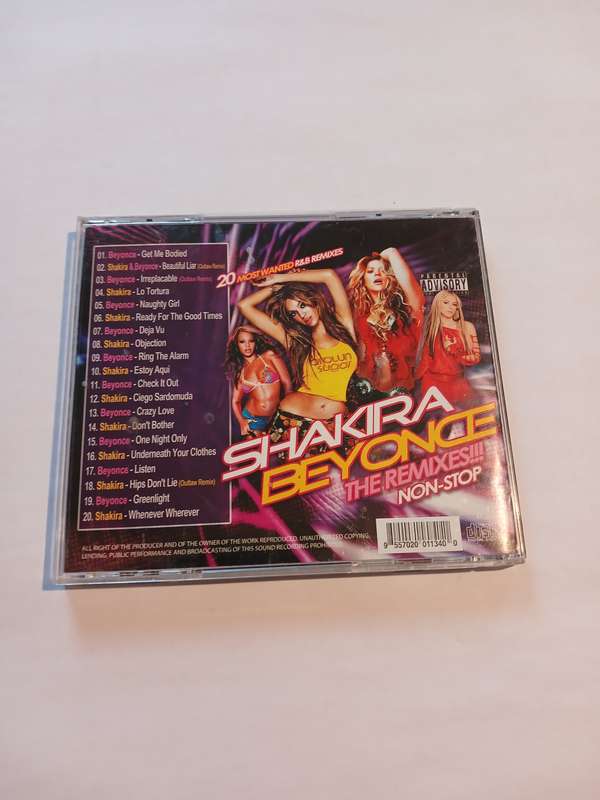 01. Beyonce - Get Me Bodied
02. Shakira & Beyonce - Beautiful Liar (Outlaw Remix)
03. Beyonce - Irreplacable (Outlaw Remix)
04. Shakira - Lo Tortura
05. Beyonce - Naughty Girl
06. Shakira - Ready For The Good Times
07. Beyonce - Deja Vu
08. Shakira - Objection
09. Beyonce - Ring The Alarm
10. Shakira - Estoy Aqui
11. Beyonce - Check It Out
12. Shakira - Ciego Sardomuda
13. Beyonce - Crazy Love
14. Shakira - Don't Bother
15. Beyonce - One Night Only
16. Shakira - Underneath Your Clothes
17. Beyonce - Listen
18. Shakira - Hips Don't Lie (Outlaw Remix)
19. Beyonce - Greenlight
20. Shakira - Whenever Wherever
20 MOST WANTED R&B REMIXES
PARENTAL
ADVISORY
brown
sugar
SHAKIRA
BEYONCE
THE REMIXES!!!
NON-STOP
ALL RIGHT OF THE PRODUCER AND OF THE OWNER OF THE WORK REPRODUCED. UNAUTHORIZED COPYING,
LENDING, PUBLIC PERFORMANCE AND BROADCASTING OF THIS SOUND RECORDING PROHIBITED.
9 557020 011340 0
disc